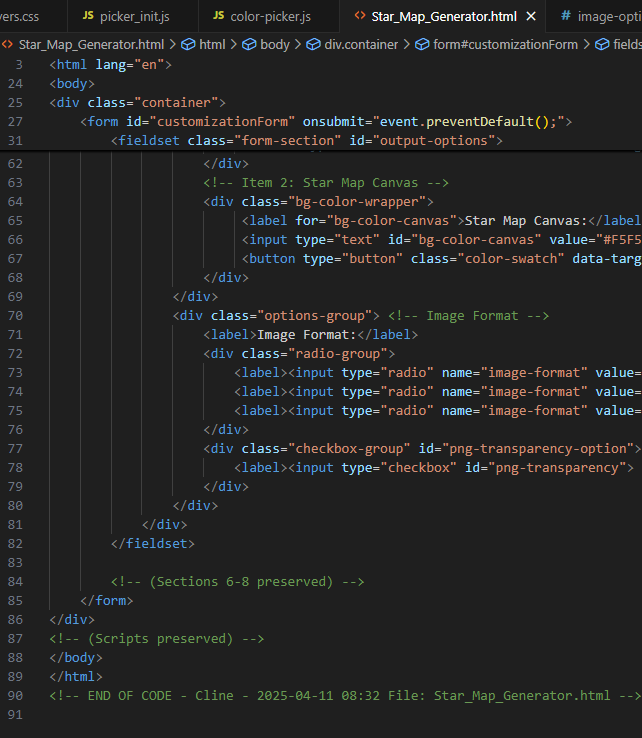 vers.css JS picker_init.js JS color-picker.js <> Star_Map_Generator.html × # image-opti
<> Star_Map_Generator.html > html > body > div.container > form#customizationForm > fields
3 <html lang="en">
24 <body>
25 <div class="container">
27 <form id="customizationForm" onsubmit="event.preventDefault();">
31 <fieldset class="form-section" id="output-options">
62 </div>
63 <!-- Item 2: Star Map Canvas -->
64 <div class="bg-color-wrapper">
65 <label for="bg-color-canvas">Star Map Canvas:</label
66 <input type="text" id="bg-color-canvas" value="#F5F5
67 <button type="button" class="color-swatch" data-targ
68 </div>
69 </div>
70 <div class="options-group"> <!-- Image Format -->
71 <label>Image Format:</label>
72 <div class="radio-group">
73 <label><input type="radio" name="image-format" value=
74 <label><input type="radio" name="image-format" value=
75 <label><input type="radio" name="image-format" value=
76 </div>
77 <div class="checkbox-group" id="png-transparency-option">
78 <label><input type="checkbox" id="png-transparency">
79 </div>
80 </div>
81 </div>
82 </fieldset>
83
84 <!-- (Sections 6-8 preserved) -->
85 </form>
86 </div>
87 <!-- (Scripts preserved) -->
88 </body>
89 </html>
90 <!-- END OF CODE - Cline - 2025-04-11 08:32 File: Star_Map_Generator.html -->
91